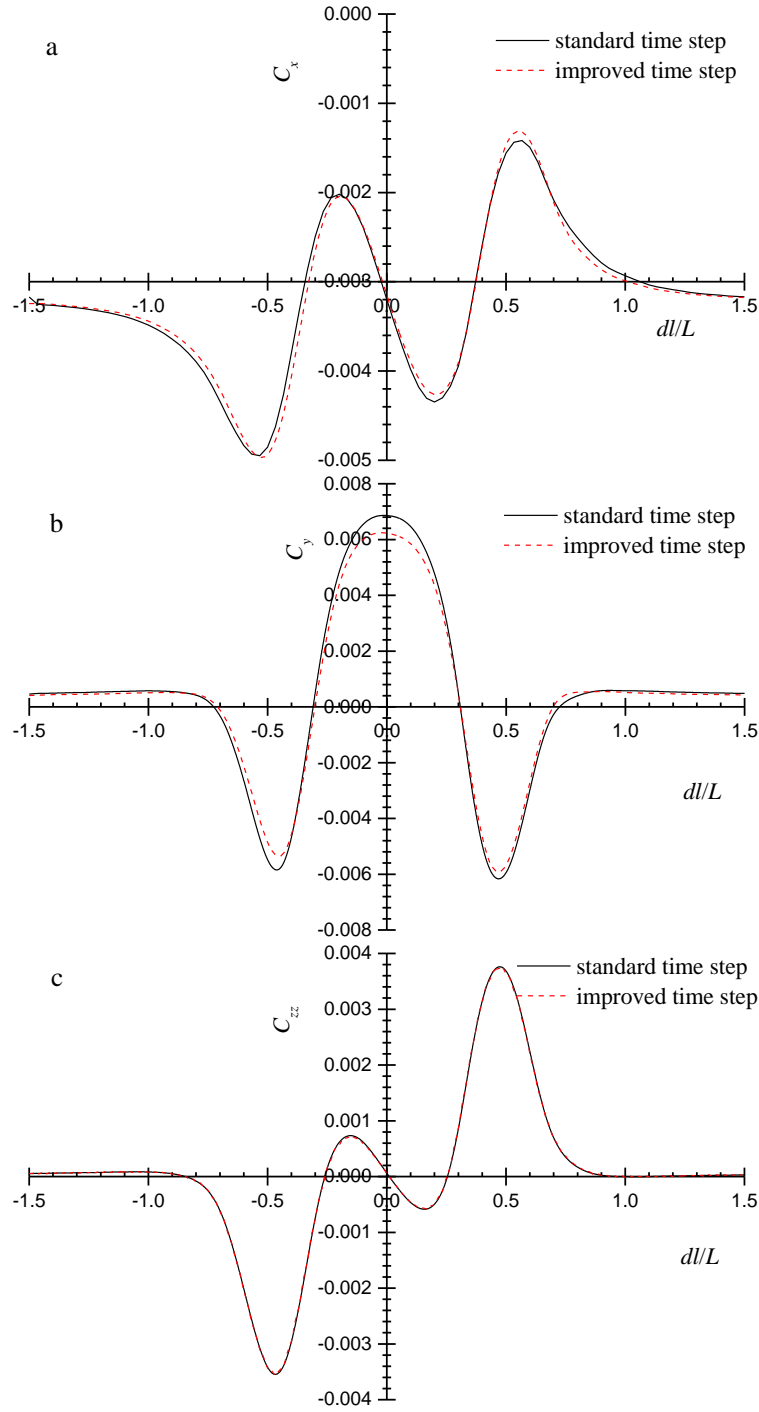 a
0.000
standard time step
improved time step
C_x
-0.001
-0.002
-0.003
-1.5 -1.0 -0.5 0.0 0.5 1.0 1.5
dl/L
-0.004
-0.005
b
0.008
standard time step
improved time step
C_y
0.006
0.004
0.002
0.000
-1.5 -1.0 -0.5 0.0 0.5 1.0 1.5
-0.002
dl/L
-0.004
-0.006
-0.008
c
0.004
standard time step
improved time step
C_zz
0.003
0.002
0.001
0.000
-1.5 -1.0 -0.5 0.0 0.5 1.0 1.5
-0.001
dl/L
-0.002
-0.003
-0.004